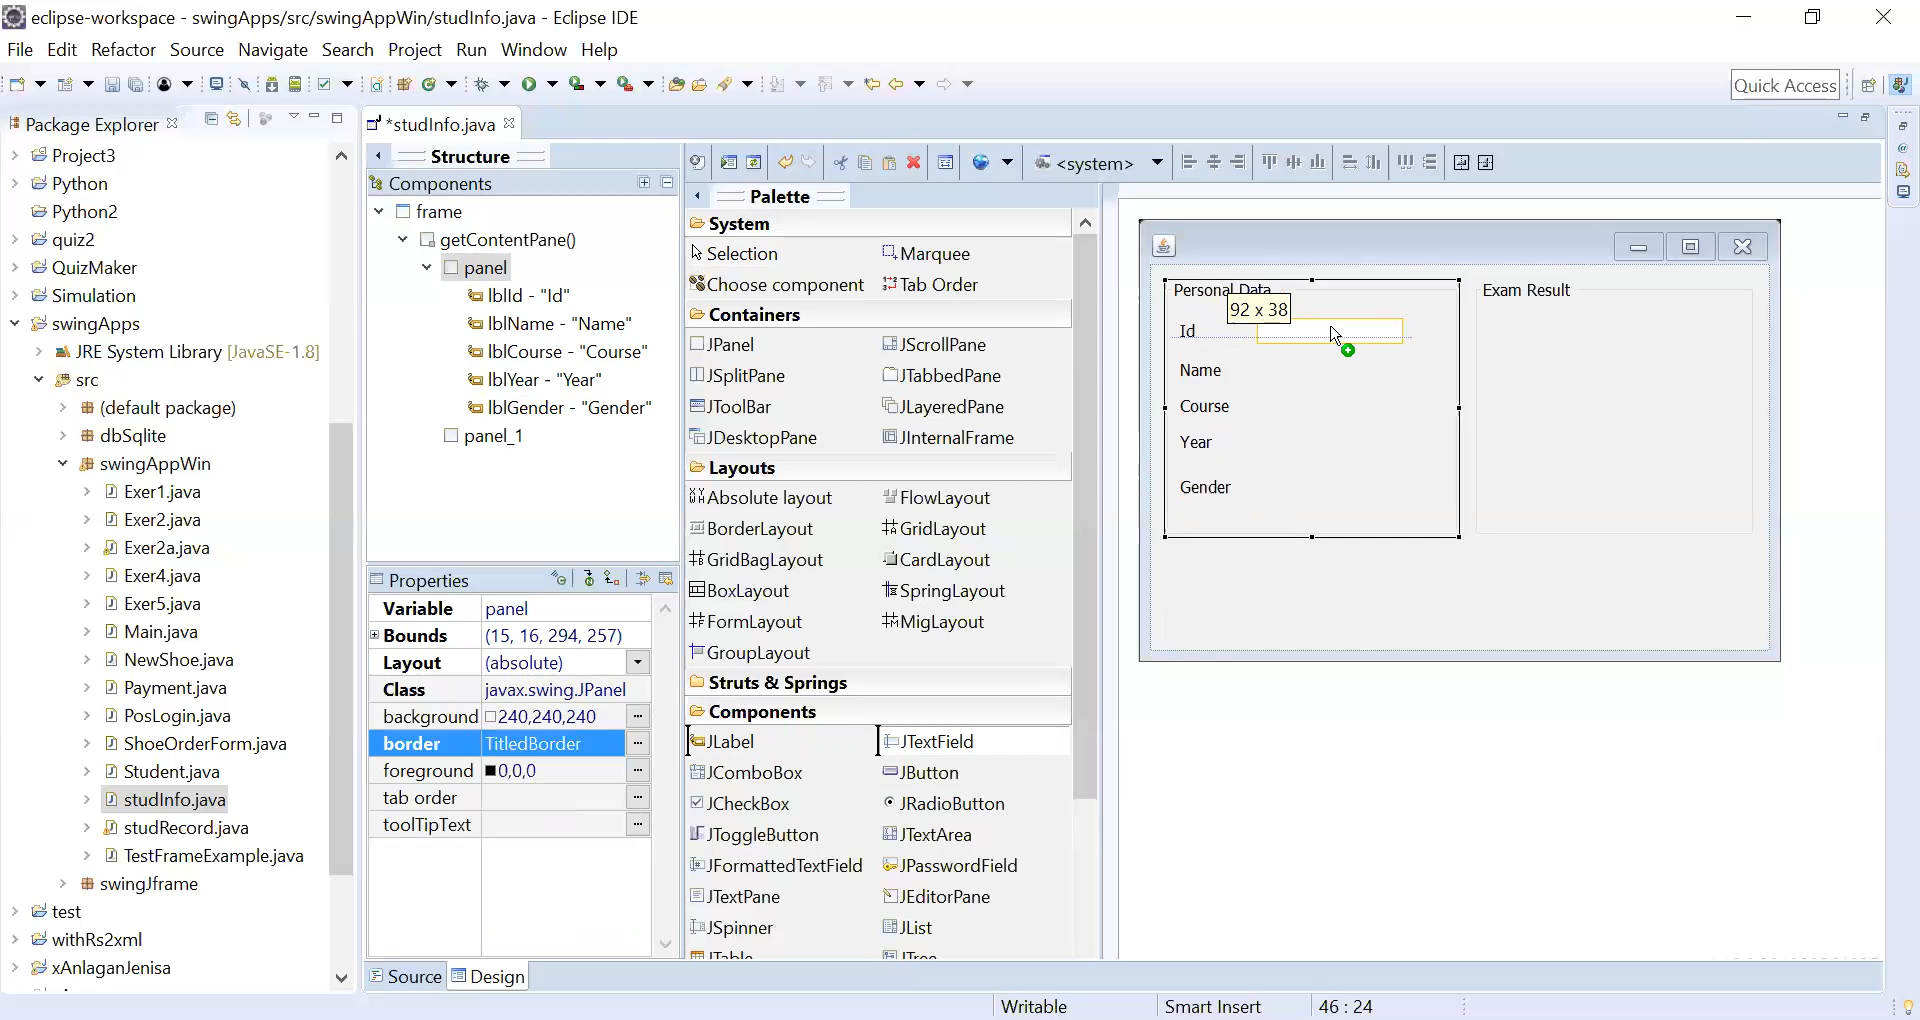 eclipse-workspace - swingApps/src/swingAppWin/studInfo.java - Eclipse IDE
File Edit Refactor Source Navigate Search Project Run Window Help
Quick Access
Package Explorer
Project3
Python
Python2
quiz2
QuizMaker
Simulation
swingApps
JRE System Library [JavaSE-1.8]
src
(default package)
dbSqlite
swingAppWin
Exer1.java
Exer2.java
Exer2a.java
Exer4.java
Exer5.java
Main.java
NewShoe.java
Payment.java
PosLogin.java
ShoeOrderForm.java
Student.java
studInfo.java
studRecord.java
TestFrameExample.java
swingJframe
test
withRs2xml
xAnlaganJenisa
*studInfo.java
Structure
Components
frame
getContentPane()
panel
lblId - "Id"
lblName - "Name"
lblCourse - "Course"
lblYear - "Year"
lblGender - "Gender"
panel_1
Properties
Variable panel
Bounds (15, 16, 294, 257)
Layout (absolute)
Class javax.swing.JPanel
background 240,240,240
border TitledBorder
foreground 0,0,0
tab order
toolTipText
<system>
Palette
System
Selection Marquee
Choose component Tab Order
Containers
JPanel JScrollPane
JSplitPane JTabbedPane
JToolBar JLayeredPane
JDesktopPane JInternalFrame
Layouts
Absolute layout FlowLayout
BorderLayout GridLayout
GridBagLayout CardLayout
BoxLayout SpringLayout
FormLayout MigLayout
GroupLayout
Struts & Springs
Components
JLabel JTextField
JComboBox JButton
JCheckBox JRadioButton
JToggleButton JTextArea
JFormattedTextField JPasswordField
JTextPane JEditorPane
JSpinner JList
JTable JTree
Personal Data
92 x 38
Id
Name
Course
Year
Gender
Exam Result
Source Design
Writable Smart Insert 46 : 24